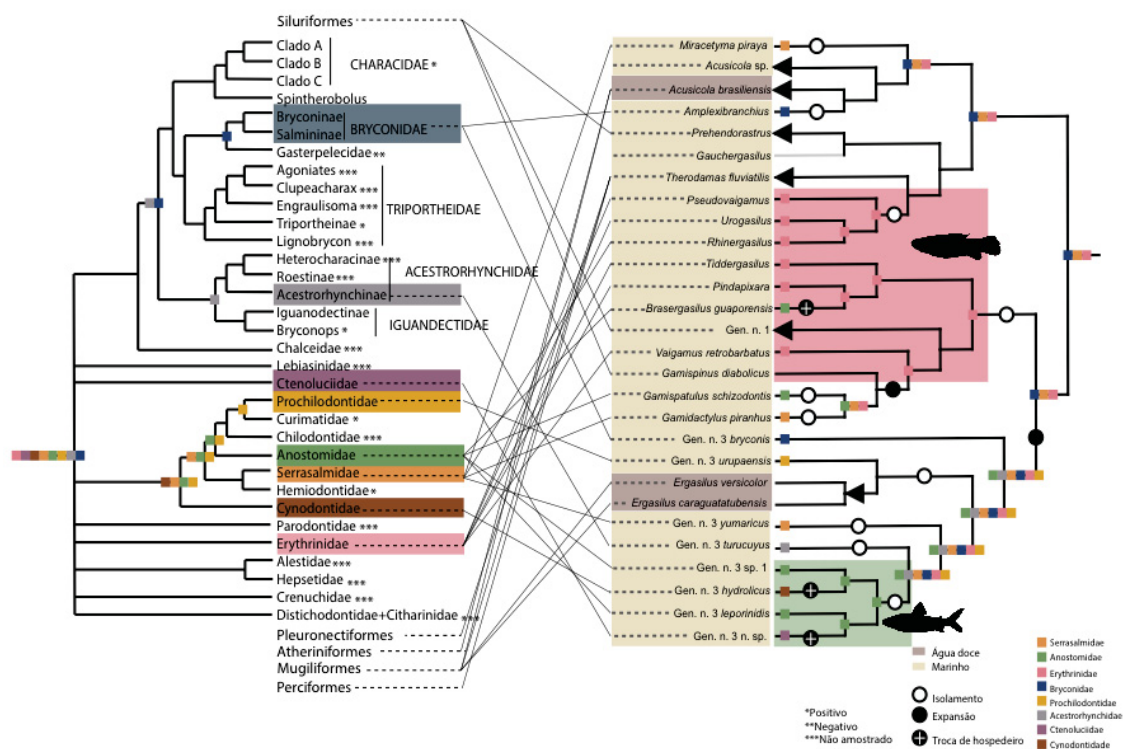 Siluriformes
Clado A
Clado B
Clado C
CHARACIDAE *
Spintherobolus
Bryconinae
Salmininae
BRYCONIDAE
Gasterpelecidae **
Agoniates ***
Clupeacharax ***
Engraulisoma ***
Triportheinae *
Lignobrycon ***
TRIPORTHEIDAE
Heterocharacinae ***
Roestinae ***
Acestrorhynchinae
ACESTRORHYNCHIDAE
Iguanodectinae
Bryconops *
IGUANDECTIDAE
Chalceidae ***
Lebiasinidae ***
Ctenoluciidae
Prochilodontidae
Curimatidae *
Chilodontidae ***
Anostomidae
Serrasalmidae
Hemiodontidae *
Cynodontidae
Parodontidae ***
Erythrinidae
Alestidae ***
Hepsetidae ***
Crenuchidae ***
Distichodontidae+Citharinidae ***
Pleuronectiformes
Atheriniformes
Mugiliformes
Perciformes
Miracetyma piraya
Acusicola sp.
Acusicola brasiliensis
Amplexibranchius
Prehendorastrus
Gauchergasilus
Therodamas fluviatilis
Pseudovaigamus
Urogasilus
Rhinergasilus
Tiddergasilus
Pindapixara
Brasergasilus guaporensis
Gen. n. 1
Vaigamus retrobarbatus
Gamispinus diabolicus
Gamispatulus schizodontis
Gamidactylus piranhus
Gen. n. 3 bryconis
Gen. n. 3 urupaensis
Ergasilus versicolor
Ergasilus caraguatatubensis
Gen. n. 3 yumaricus
Gen. n. 3 turucuyus
Gen. n. 3 sp. 1
Gen. n. 3 hydrolicus
Gen. n. 3 leporinidis
Gen. n. 3 n. sp.
Água doce
Marinho
*Positivo
**Negativo
***Não amostrado
Isolamento
Expansão
Troca de hospedeiro
Serrasalmidae
Anostomidae
Erythrinidae
Bryconidae
Prochilodontidae
Acestrorhynchidae
Ctenoluciidae
Cynodontidade